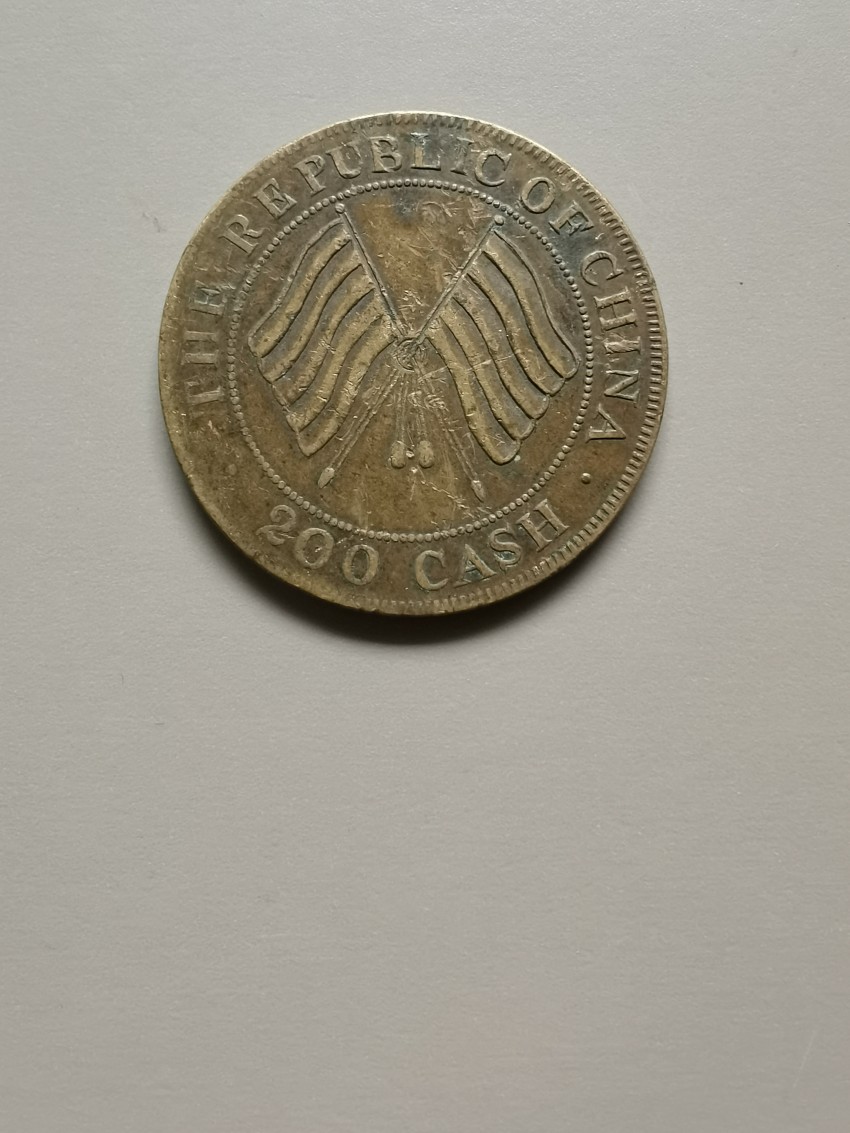 THE REPUBLIC OF CHINA
200 CASH